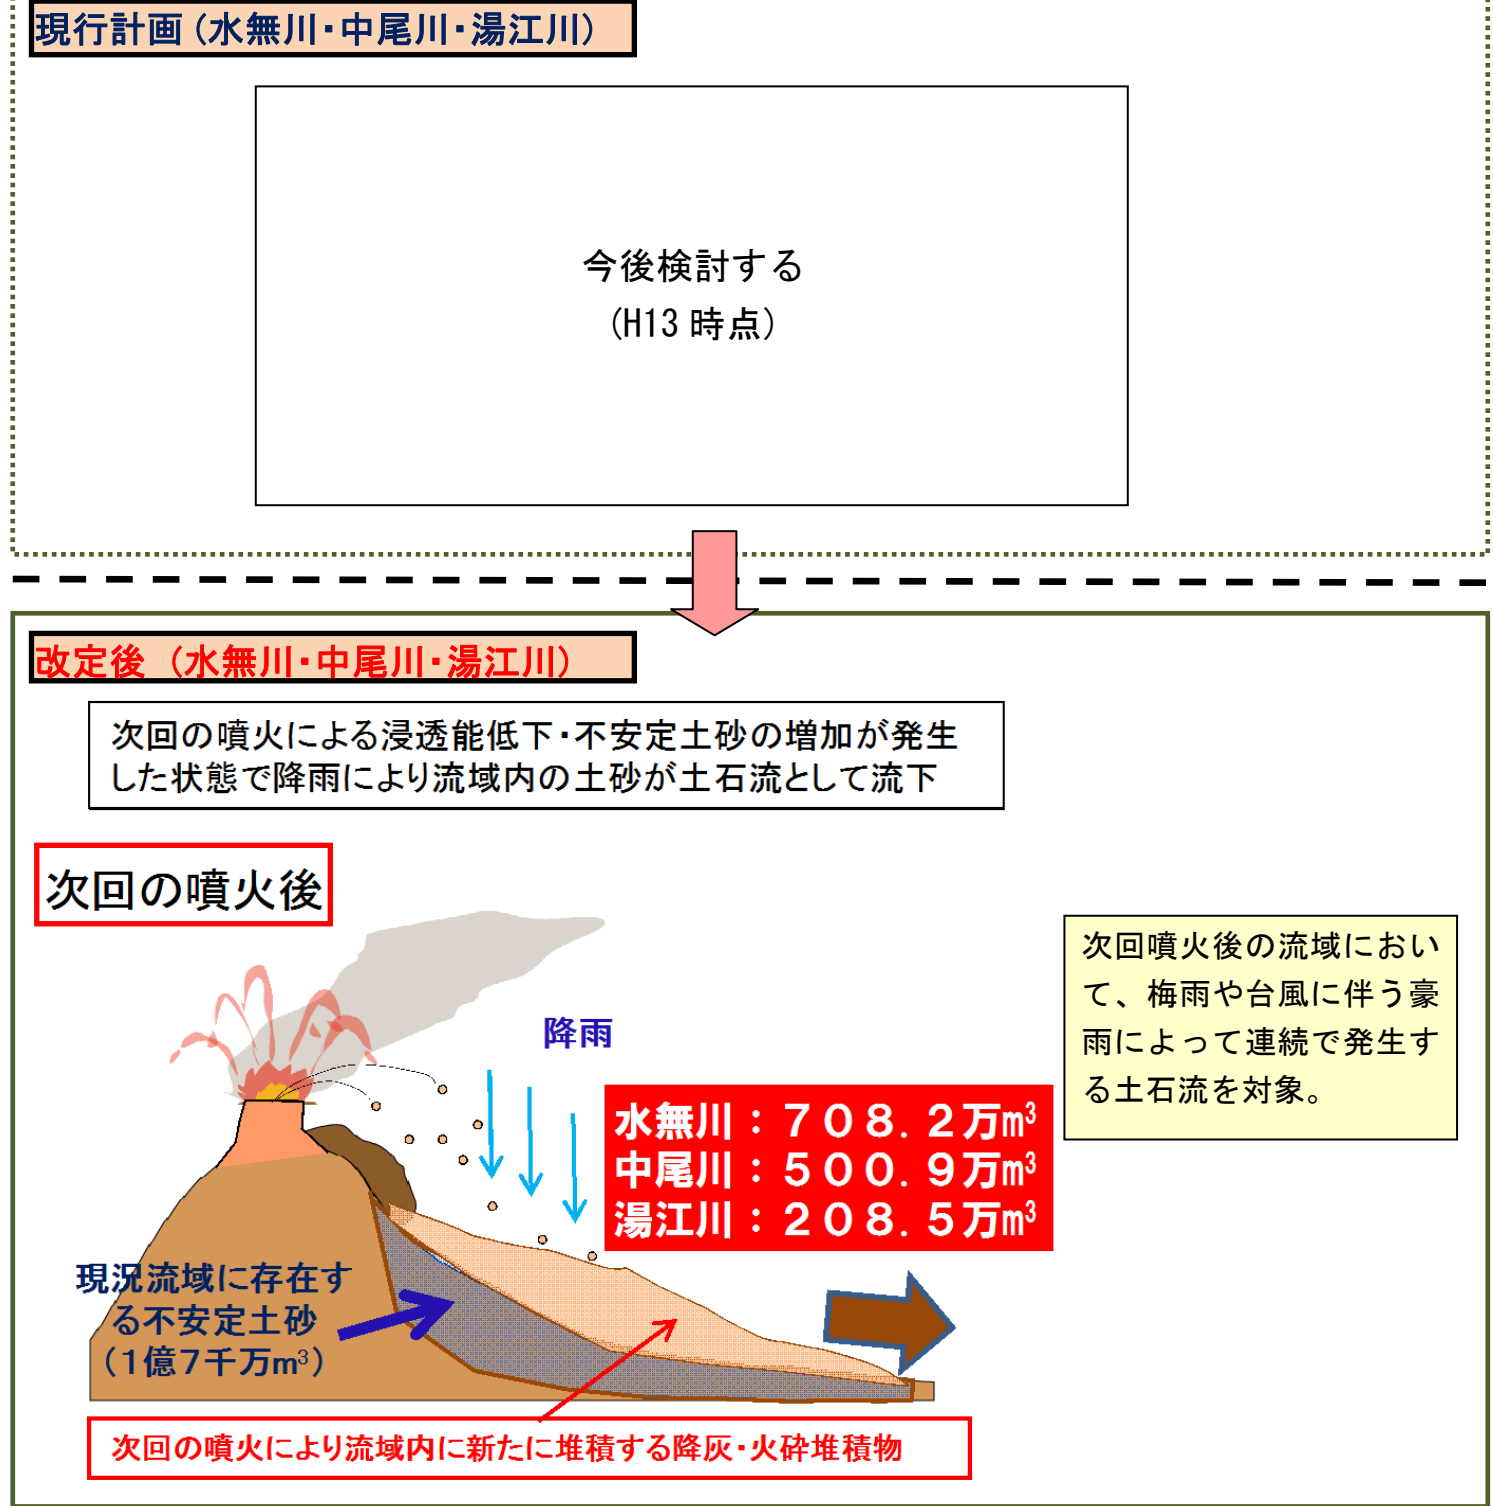 現行計画(水無川・中尾川・湯江川)
今後検討する
(H13 時点)
改定後 (水無川・中尾川・湯江川)
次回の噴火による浸透能低下・不安定土砂の増加が発生
した状態で降雨により流域内の土砂が土石流として流下
次回の噴火後
次回噴火後の流域におい
て、梅雨や台風に伴う豪
雨によって連続で発生す
る土石流を対象。
降雨
水無川：７０８．２万m³
中尾川：５００．９万m³
湯江川：２０８．５万m³
現況流域に存在す
る不安定土砂
(１億７千万m³)
次回の噴火により流域内に新たに堆積する降灰・火砕堆積物